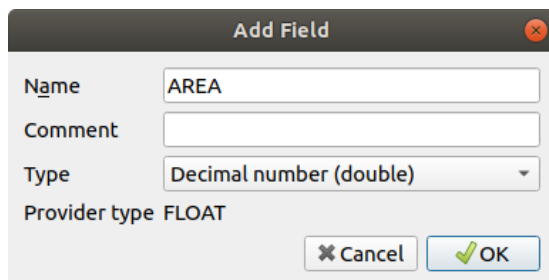 Add Field
Name AREA
Comment
Type Decimal number (double)
Provider type FLOAT
Cancel OK